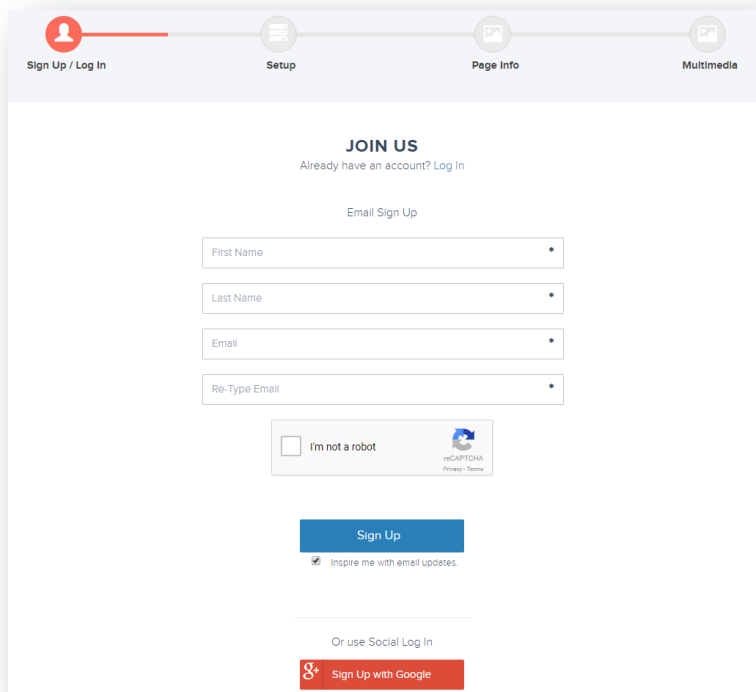 Sign Up / Log In
Setup
Page Info
Multimedia
JOIN US
Already have an account? Log In
Email Sign Up
First Name *
Last Name *
Email *
Re-Type Email *
I'm not a robot
reCAPTCHA
Privacy - Terms
Sign Up
Inspire me with email updates.
Or use Social Log In
g+ Sign Up with Google